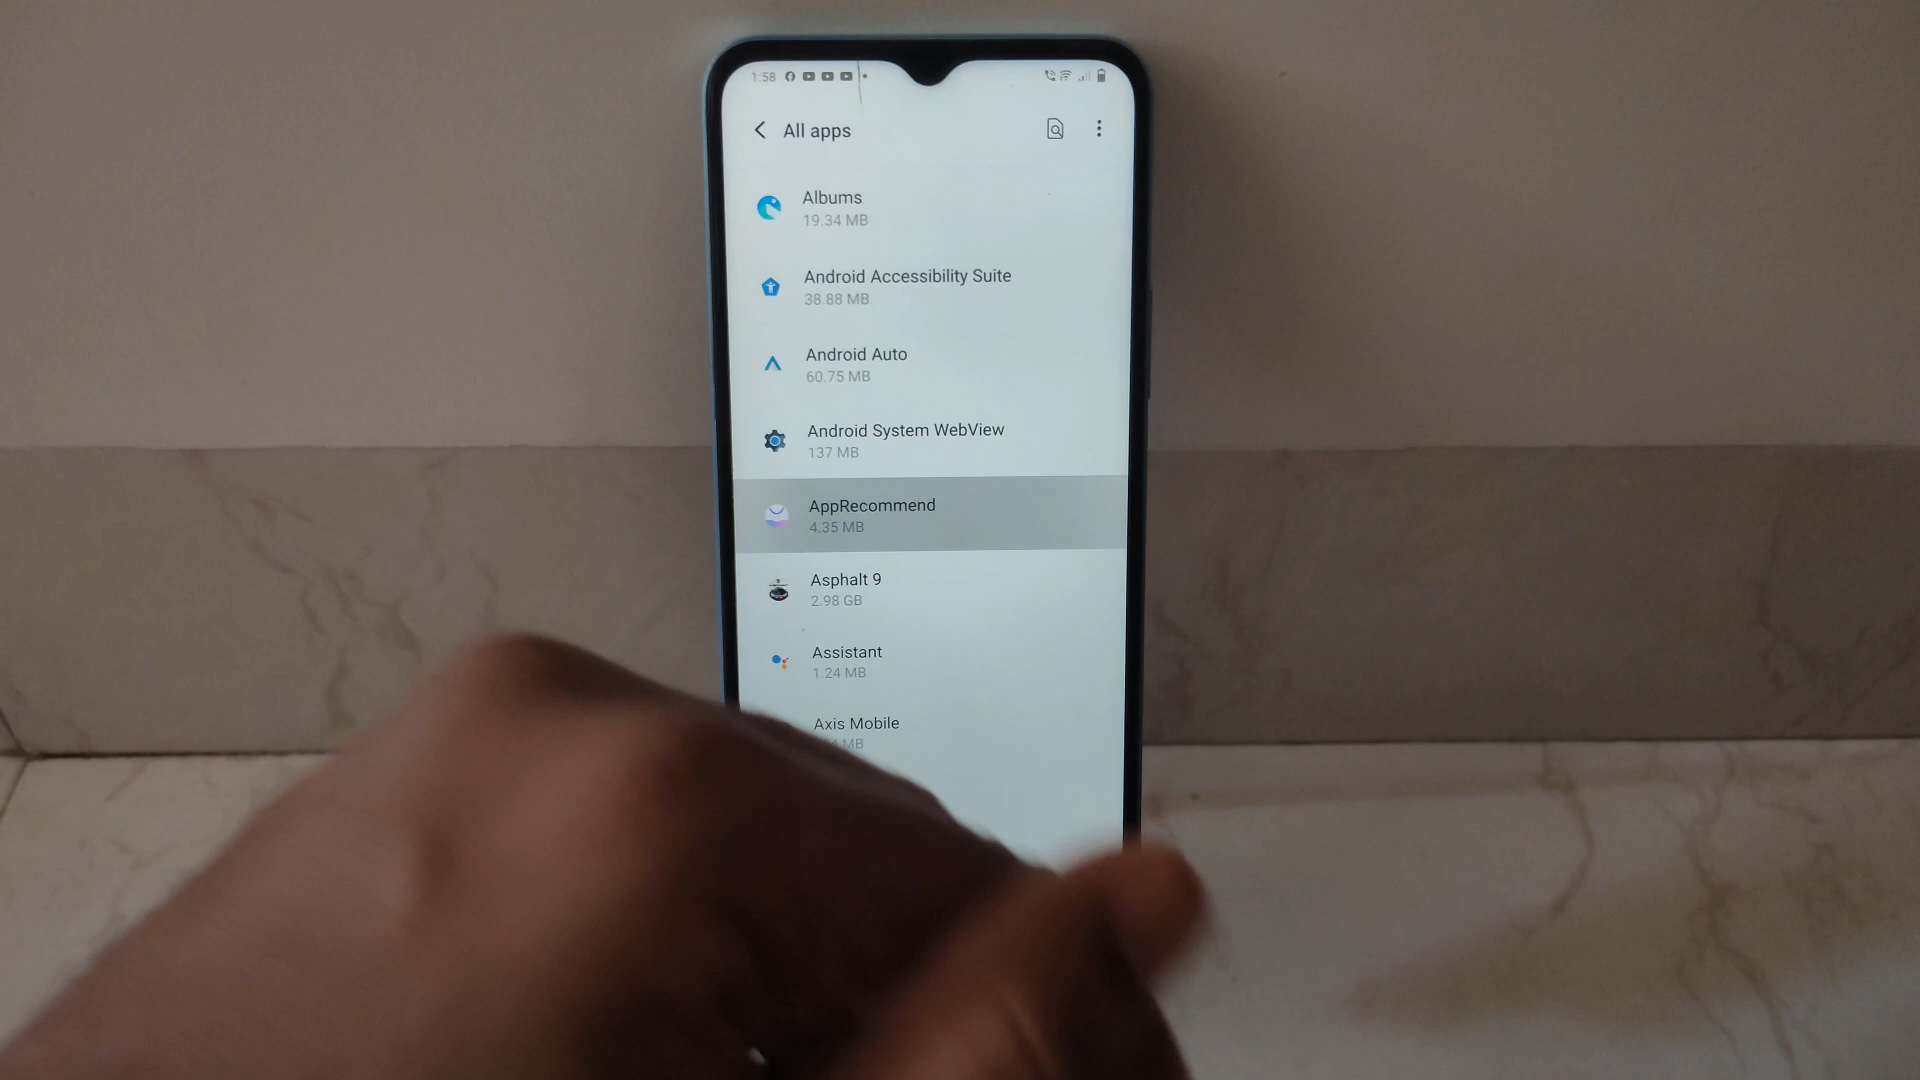 1:58
All apps
Albums
19.34 MB
Android Accessibility Suite
38.88 MB
Android Auto
60.75 MB
Android System WebView
137 MB
AppRecommend
4.35 MB
Asphalt 9
2.98 GB
Assistant
1.24 MB
Axis Mobile
MB